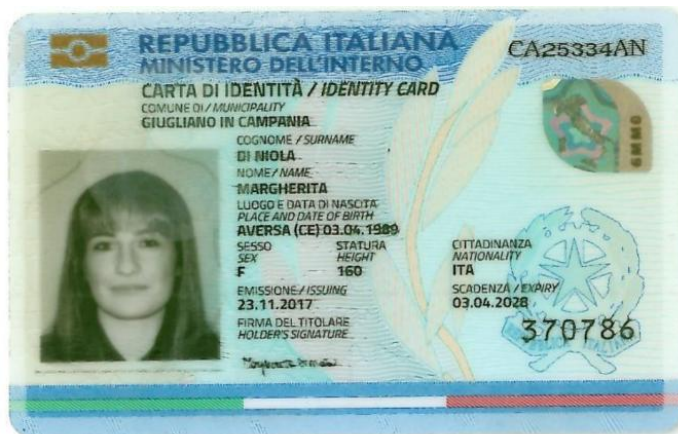 REPUBBLICA ITALIANA
MINISTERO DELL'INTERNO
CA25334AN
CARTA DI IDENTITÀ / IDENTITY CARD
COMUNE DI / MUNICIPALITY
GIUGLIANO IN CAMPANIA
COGNOME / SURNAME
DI NIOLA
NOME / NAME
MARGHERITA
LUOGO E DATA DI NASCITA
PLACE AND DATE OF BIRTH
AVERSA (CE) 03.04.1989
SESSO STATURA CITTADINANZA
SEX HEIGHT NATIONALITY
F 160 ITA
EMISSIONE / ISSUING SCADENZA / EXPIRY
23.11.2017 03.04.2028
FIRMA DEL TITOLARE
HOLDER'S SIGNATURE
370786